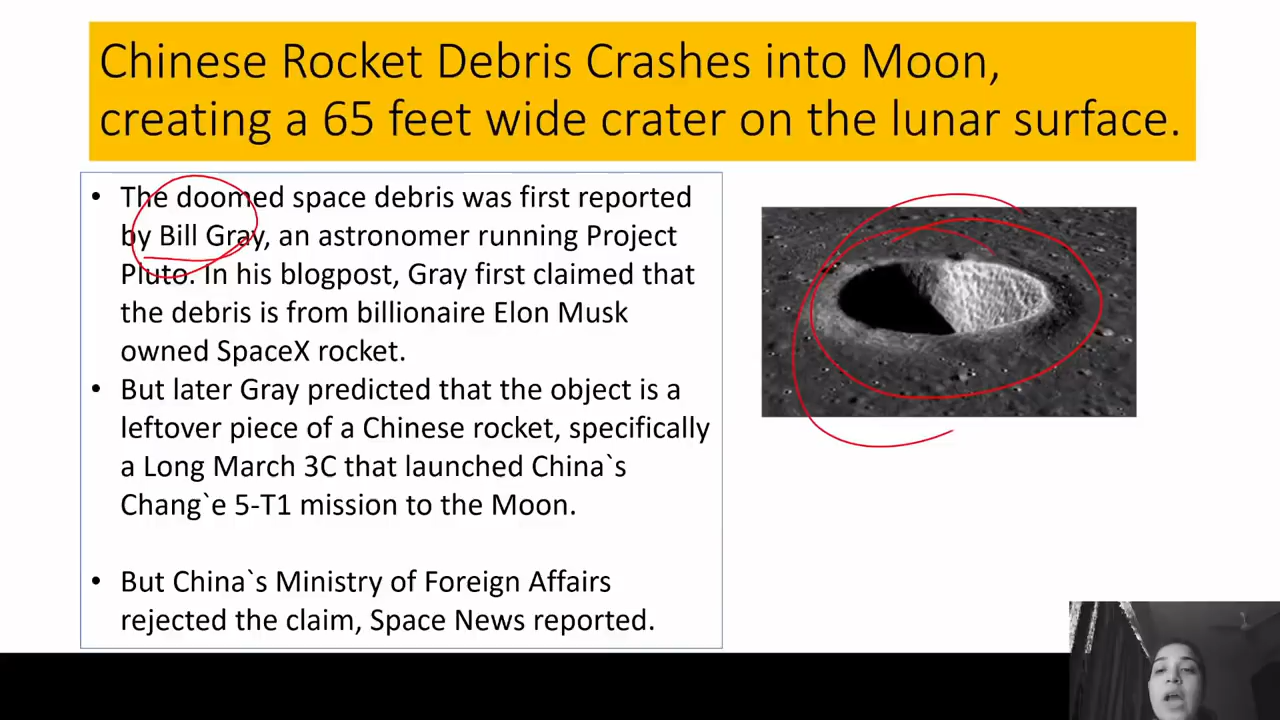 Chinese Rocket Debris Crashes into Moon,
creating a 65 feet wide crater on the lunar surface.
• The doomed space debris was first reported
by Bill Gray, an astronomer running Project
Pluto. In his blogpost, Gray first claimed that
the debris is from billionaire Elon Musk
owned SpaceX rocket.
• But later Gray predicted that the object is a
leftover piece of a Chinese rocket, specifically
a Long March 3C that launched China`s
Chang`e 5-T1 mission to the Moon.
• But China`s Ministry of Foreign Affairs
rejected the claim, Space News reported.